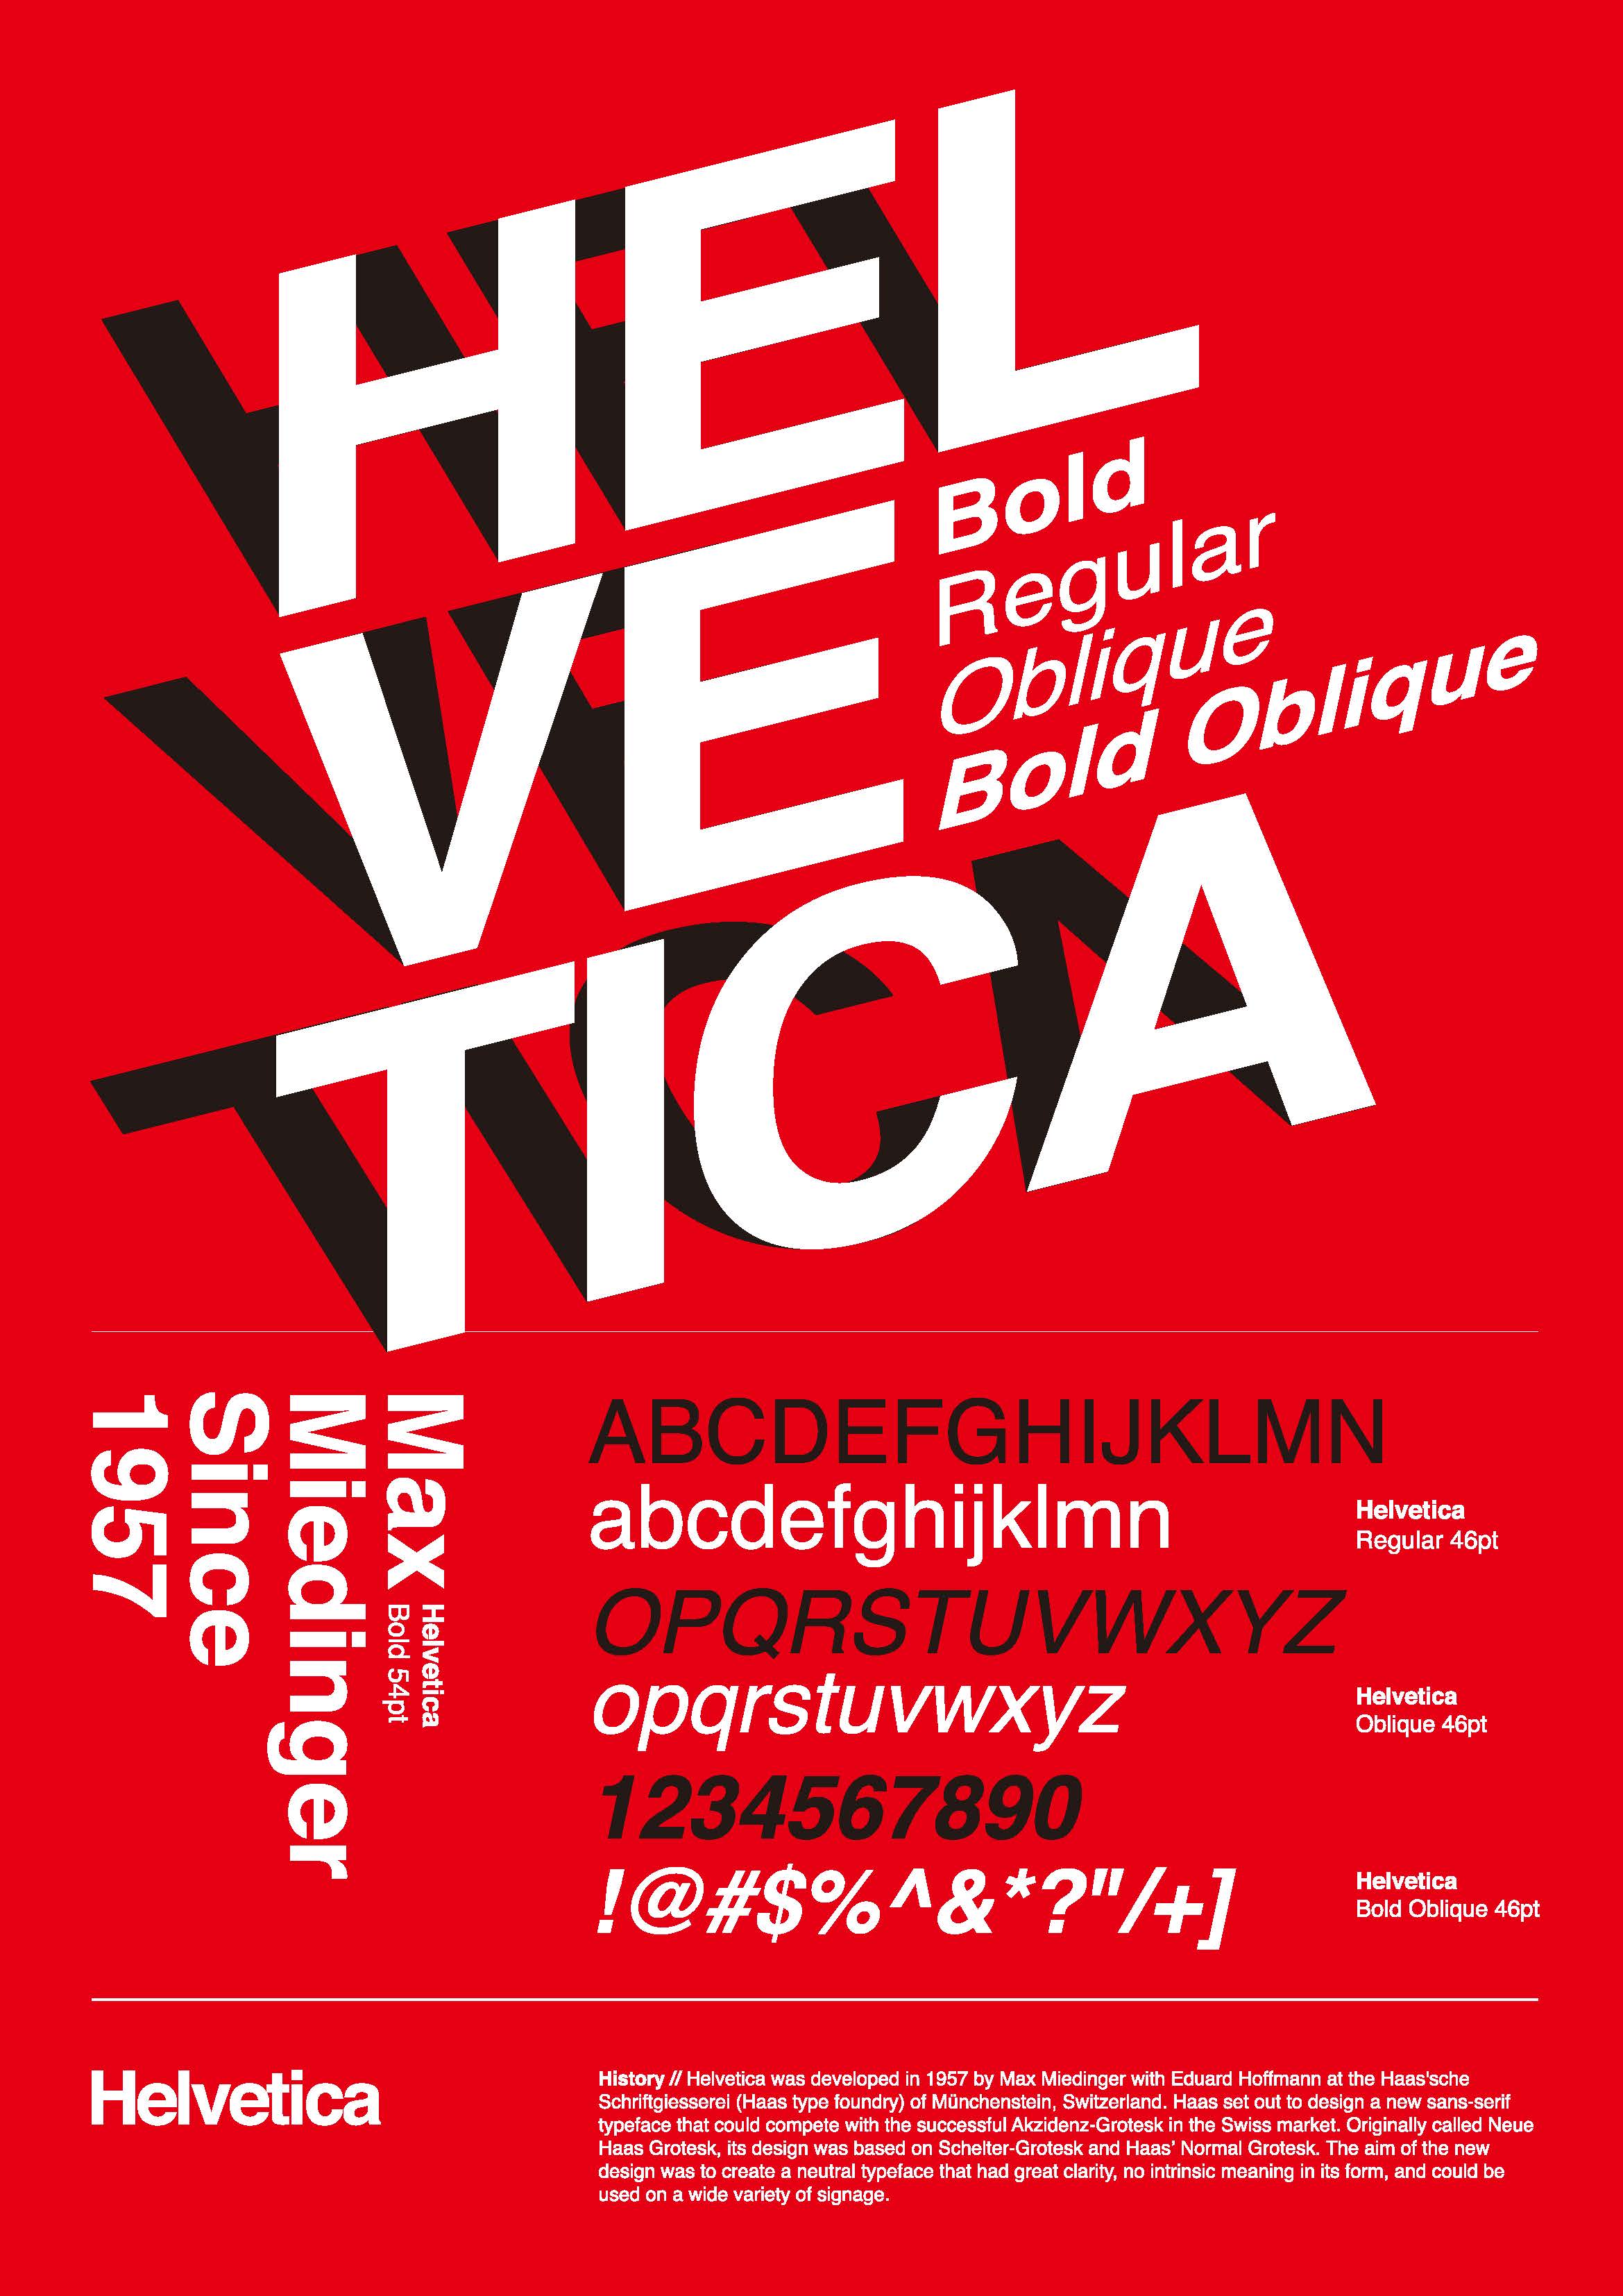 HEL
VE
TICA
Bold
Regular
Oblique
Bold Oblique
Max
Helvetica
Bold 54pt
Miedinger
Since
1957
ABCDEFGHIJKLMN
abcdefghijklmn
Helvetica
Regular 46pt
OPQRSTUVWXYZ
opqrstuvwxyz
Helvetica
Oblique 46pt
1234567890
!@#$%^&*?"/+]
Helvetica
Bold Oblique 46pt
Helvetica
History // Helvetica was developed in 1957 by Max Miedinger with Eduard Hoffmann at the Haas'sche
Schriftgiesserei (Haas type foundry) of Münchenstein, Switzerland. Haas set out to design a new sans-serif
typeface that could compete with the successful Akzidenz-Grotesk in the Swiss market. Originally called Neue
Haas Grotesk, its design was based on Schelter-Grotesk and Haas’ Normal Grotesk. The aim of the new
design was to create a neutral typeface that had great clarity, no intrinsic meaning in its form, and could be
used on a wide variety of signage.